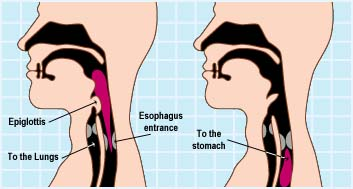 Epiglottis
To the Lungs
Esophagus
entrance
To the
stomach